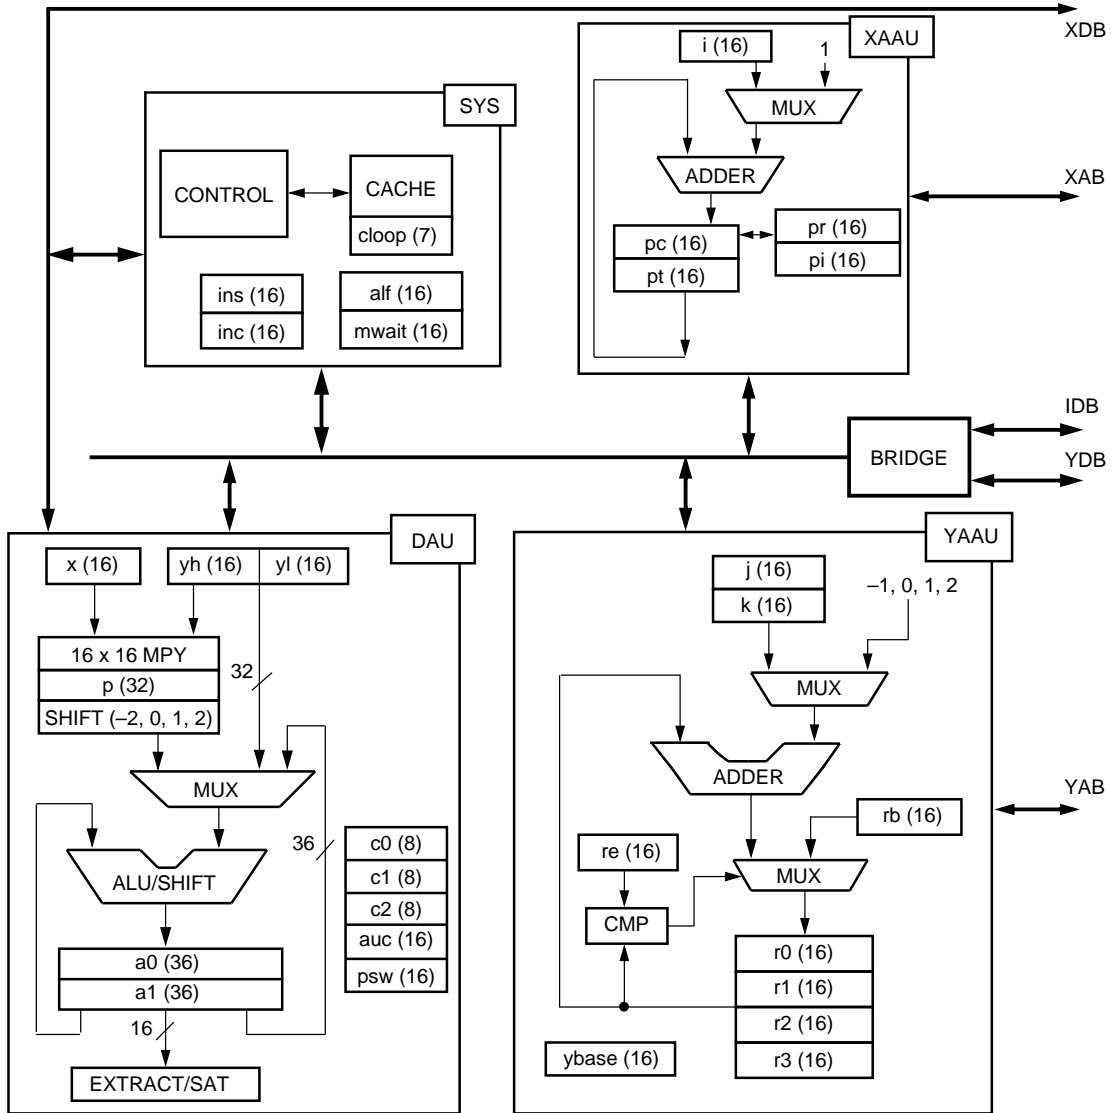 XDB
XAAU
i (16)
1
MUX
ADDER
pc (16)
pt (16)
pr (16)
pi (16)
XAB
SYS
CONTROL
CACHE
cloop (7)
ins (16)
inc (16)
alf (16)
mwait (16)
IDB
BRIDGE
YDB
DAU
x (16)
yh (16)
yl (16)
16 x 16 MPY
p (32)
SHIFT (–2, 0, 1, 2)
32
MUX
36
ALU/SHIFT
a0 (36)
a1 (36)
16
EXTRACT/SAT
c0 (8)
c1 (8)
c2 (8)
auc (16)
psw (16)
YAAU
j (16)
k (16)
–1, 0, 1, 2
MUX
ADDER
YAB
rb (16)
re (16)
MUX
CMP
r0 (16)
r1 (16)
r2 (16)
r3 (16)
ybase (16)